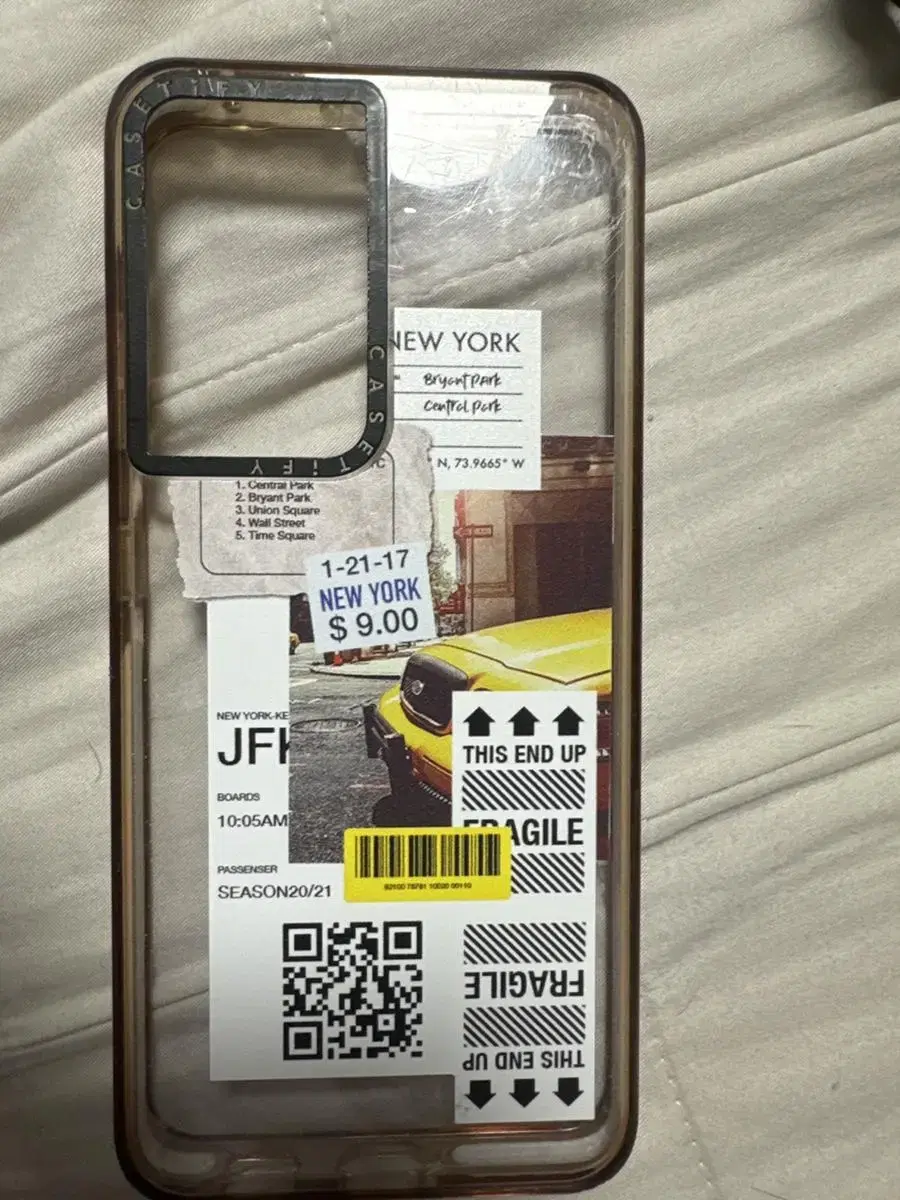 CASETiFY
NEW YORK
Bryant Park
Central Park
N, 73.9665° W
CASETiFY
1. Central Park
2. Bryant Park
3. Union Square
4. Wall Street
5. Time Square
1-21-17
NEW YORK
$ 9.00
NEW YORK-KE
JFK
BOARDS
10:05AM
PASSENSER
SEASON20/21
THIS END UP
FRAGILE
FRAGILE
THIS END UP